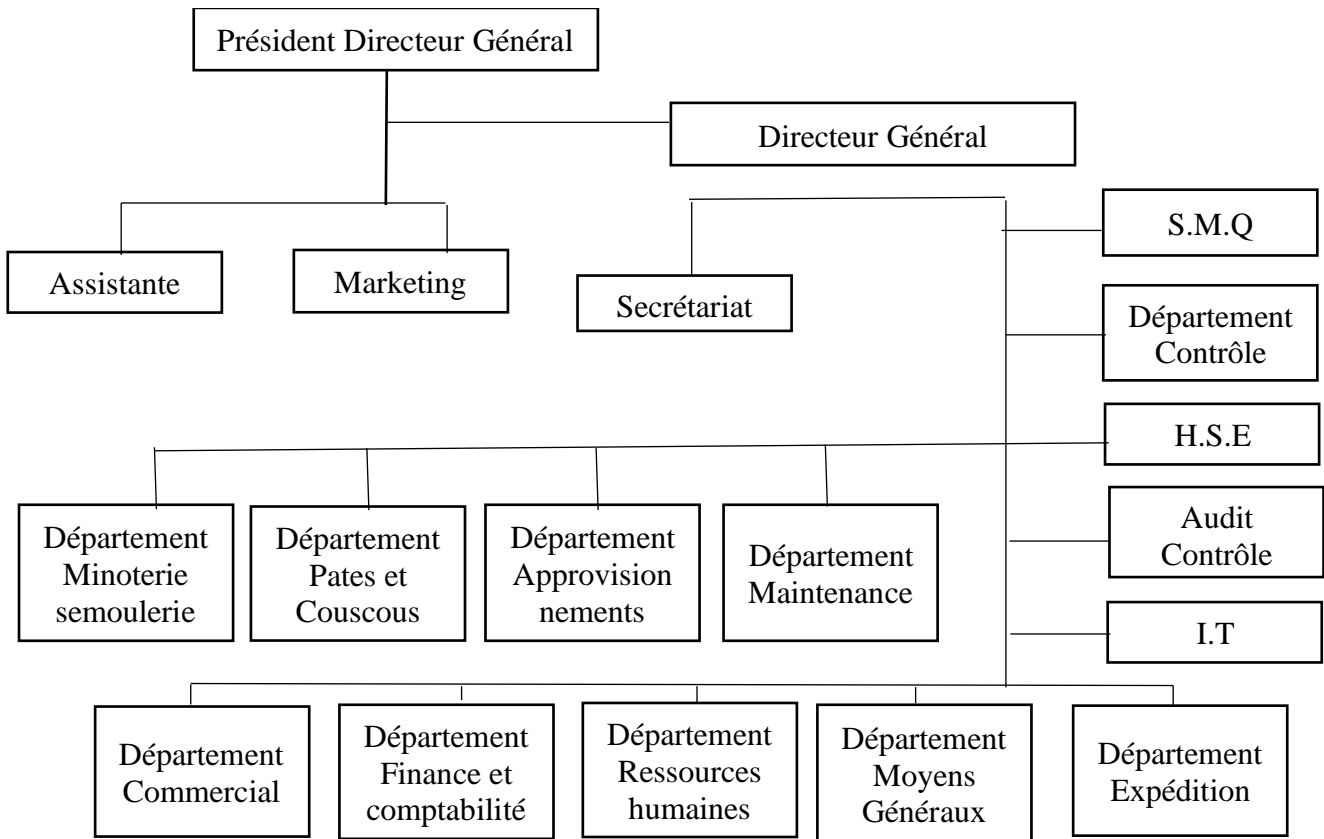 Président Directeur Général
Directeur Général
S.M.Q
Assistante
Marketing
Secrétariat
Département
Contrôle
H.S.E
Département
Minoterie
semoulerie
Département
Pates et
Couscous
Département
Approvision
nements
Département
Maintenance
Audit
Contrôle
I.T
Département
Commercial
Département
Finance et
comptabilité
Département
Ressources
humaines
Département
Moyens
Généraux
Département
Expédition